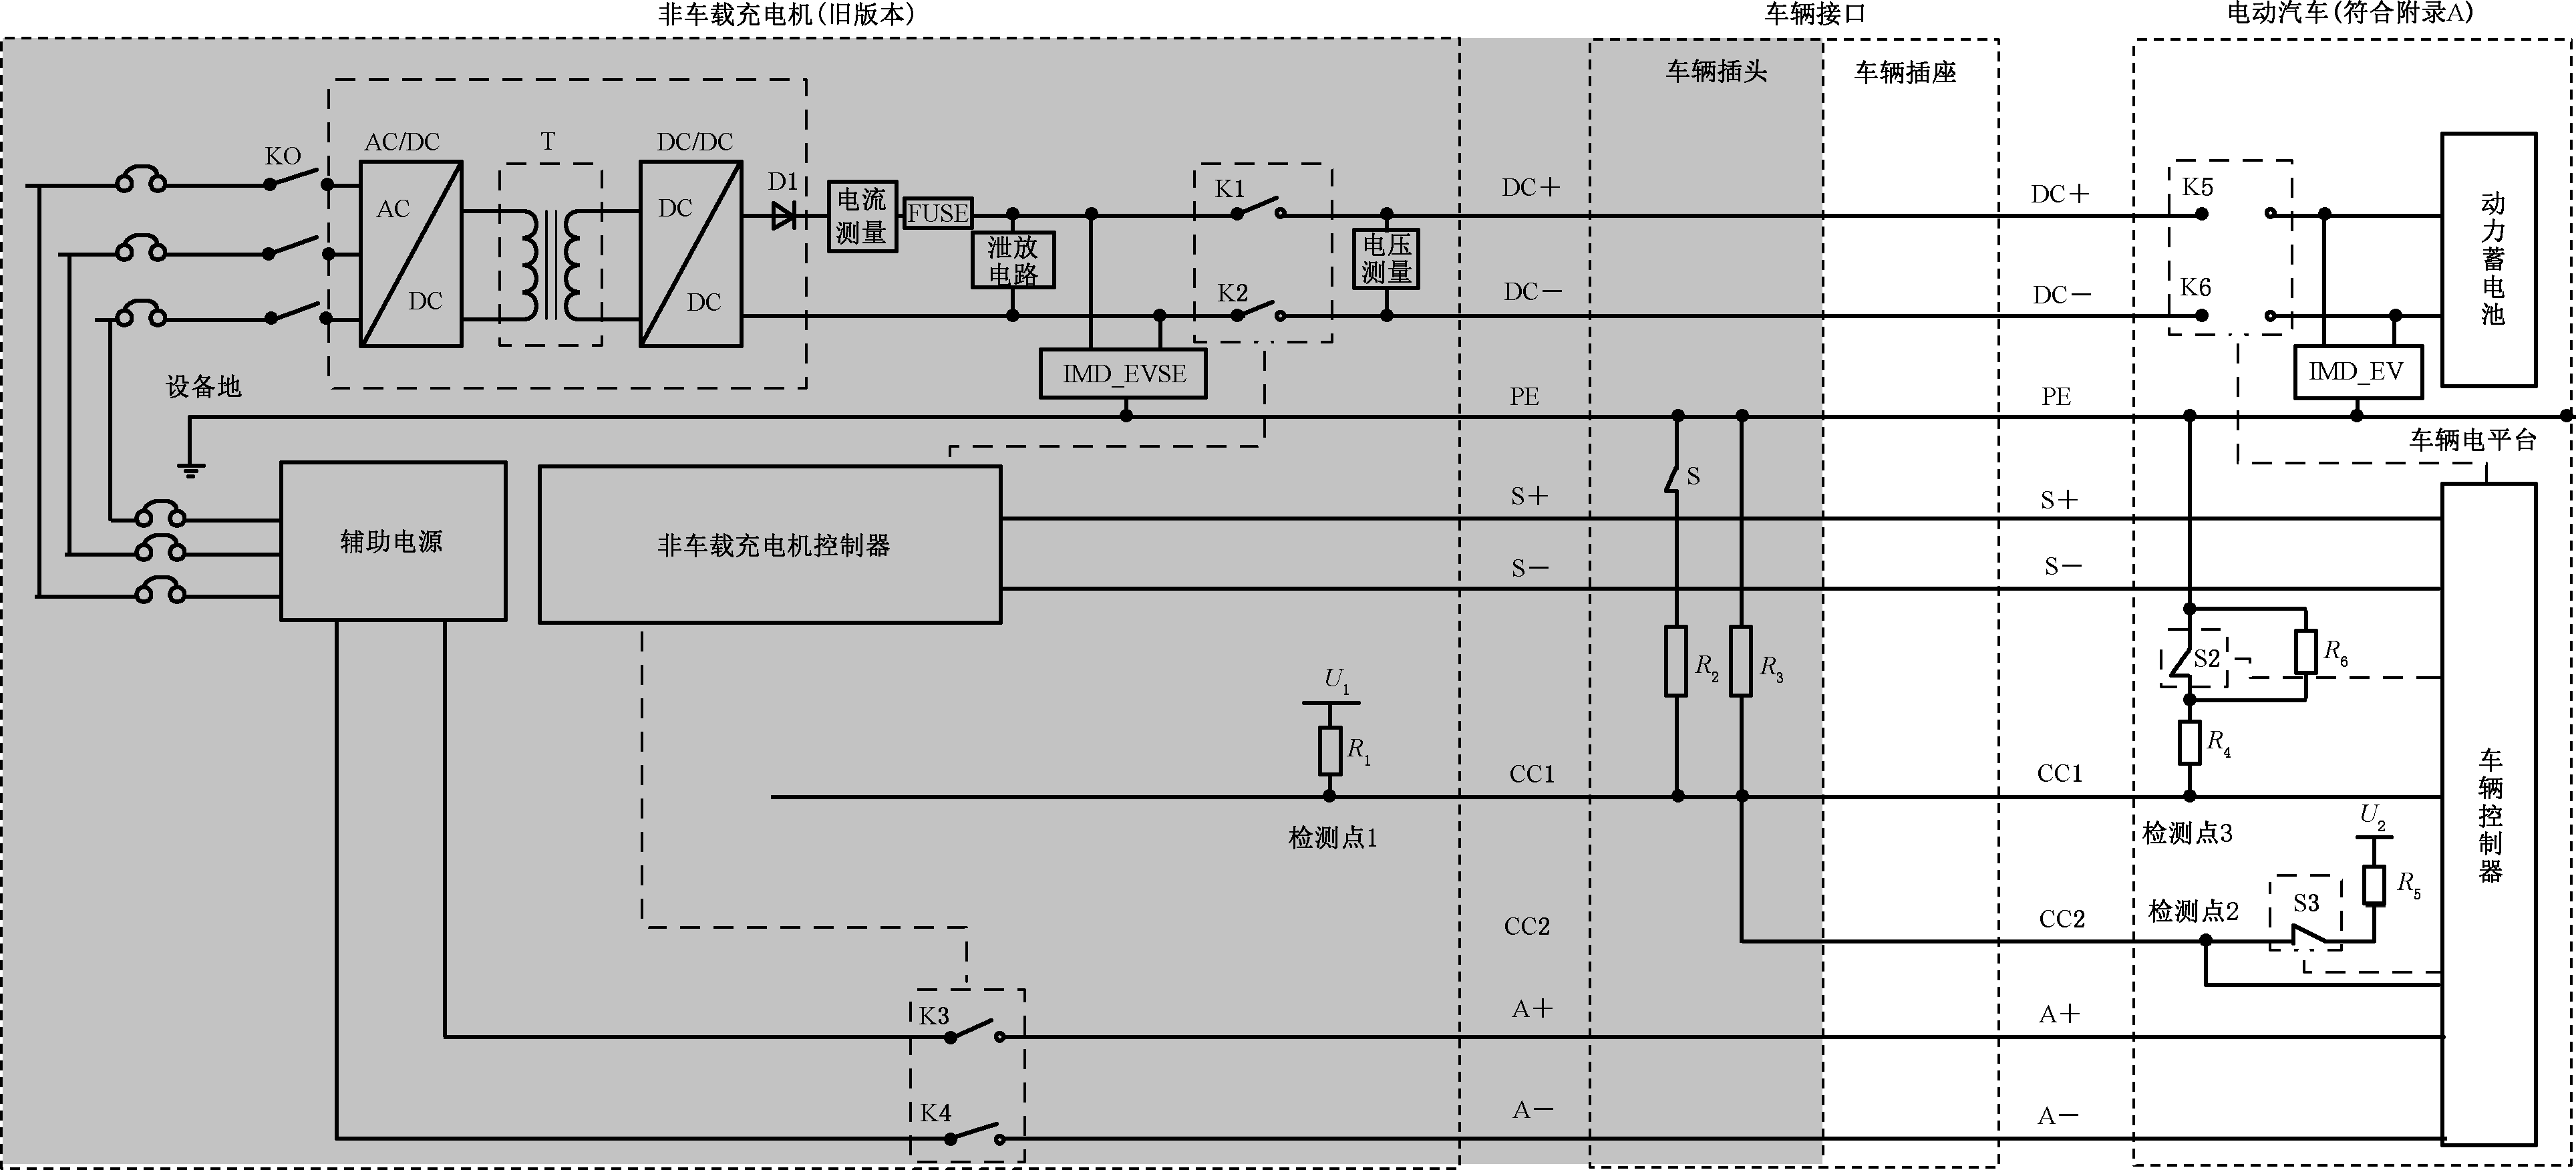 非车载充电机(旧版本)
车辆接口
电动汽车(符合附录A)
车辆插头
车辆插座
KO
AC/DC
T
DC/DC
D1
AC
DC
DC
DC
电流
测量
FUSE
泄放
电路
K1
K2
电压
测量
DC+
DC-
DC+
DC-
K5
K6
动力蓄电池
IMD_EVSE
IMD_EV
设备地
PE
PE
车辆电平台
辅助电源
非车载充电机控制器
S+
S-
S
S+
S-
R2
R3
S2
R6
R4
U1
R1
CC1
CC1
检测点1
检测点3
U2
R5
S3
检测点2
CC2
CC2
车辆控制器
K3
K4
A+
A-
A+
A-